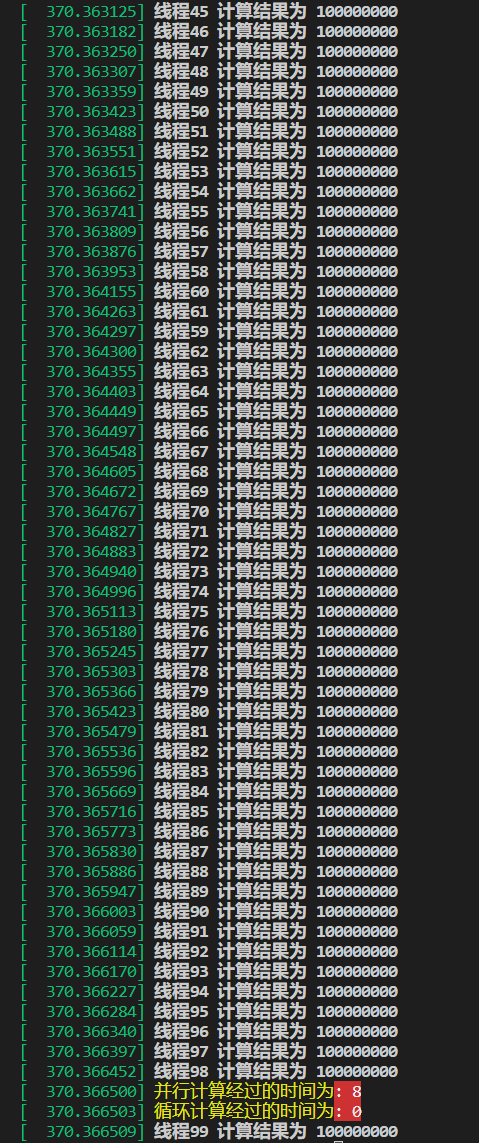 [  370.363125] 线程45 计算结果为 100000000
[  370.363182] 线程46 计算结果为 100000000
[  370.363250] 线程47 计算结果为 100000000
[  370.363307] 线程48 计算结果为 100000000
[  370.363359] 线程49 计算结果为 100000000
[  370.363423] 线程50 计算结果为 100000000
[  370.363488] 线程51 计算结果为 100000000
[  370.363551] 线程52 计算结果为 100000000
[  370.363615] 线程53 计算结果为 100000000
[  370.363662] 线程54 计算结果为 100000000
[  370.363741] 线程55 计算结果为 100000000
[  370.363809] 线程56 计算结果为 100000000
[  370.363876] 线程57 计算结果为 100000000
[  370.363953] 线程58 计算结果为 100000000
[  370.364155] 线程60 计算结果为 100000000
[  370.364263] 线程61 计算结果为 100000000
[  370.364297] 线程59 计算结果为 100000000
[  370.364300] 线程62 计算结果为 100000000
[  370.364355] 线程63 计算结果为 100000000
[  370.364403] 线程64 计算结果为 100000000
[  370.364449] 线程65 计算结果为 100000000
[  370.364497] 线程66 计算结果为 100000000
[  370.364548] 线程67 计算结果为 100000000
[  370.364605] 线程68 计算结果为 100000000
[  370.364672] 线程69 计算结果为 100000000
[  370.364767] 线程70 计算结果为 100000000
[  370.364827] 线程71 计算结果为 100000000
[  370.364883] 线程72 计算结果为 100000000
[  370.364940] 线程73 计算结果为 100000000
[  370.364996] 线程74 计算结果为 100000000
[  370.365113] 线程75 计算结果为 100000000
[  370.365180] 线程76 计算结果为 100000000
[  370.365245] 线程77 计算结果为 100000000
[  370.365303] 线程78 计算结果为 100000000
[  370.365366] 线程79 计算结果为 100000000
[  370.365423] 线程80 计算结果为 100000000
[  370.365479] 线程81 计算结果为 100000000
[  370.365536] 线程82 计算结果为 100000000
[  370.365596] 线程83 计算结果为 100000000
[  370.365669] 线程84 计算结果为 100000000
[  370.365716] 线程85 计算结果为 100000000
[  370.365773] 线程86 计算结果为 100000000
[  370.365830] 线程87 计算结果为 100000000
[  370.365886] 线程88 计算结果为 100000000
[  370.365947] 线程89 计算结果为 100000000
[  370.366003] 线程90 计算结果为 100000000
[  370.366059] 线程91 计算结果为 100000000
[  370.366114] 线程92 计算结果为 100000000
[  370.366170] 线程93 计算结果为 100000000
[  370.366227] 线程94 计算结果为 100000000
[  370.366284] 线程95 计算结果为 100000000
[  370.366340] 线程96 计算结果为 100000000
[  370.366397] 线程97 计算结果为 100000000
[  370.366452] 线程98 计算结果为 100000000
[  370.366500] 并行计算经过的时间为: 8
[  370.366503] 循环计算经过的时间为: 0
[  370.366509] 线程99 计算结果为 100000000